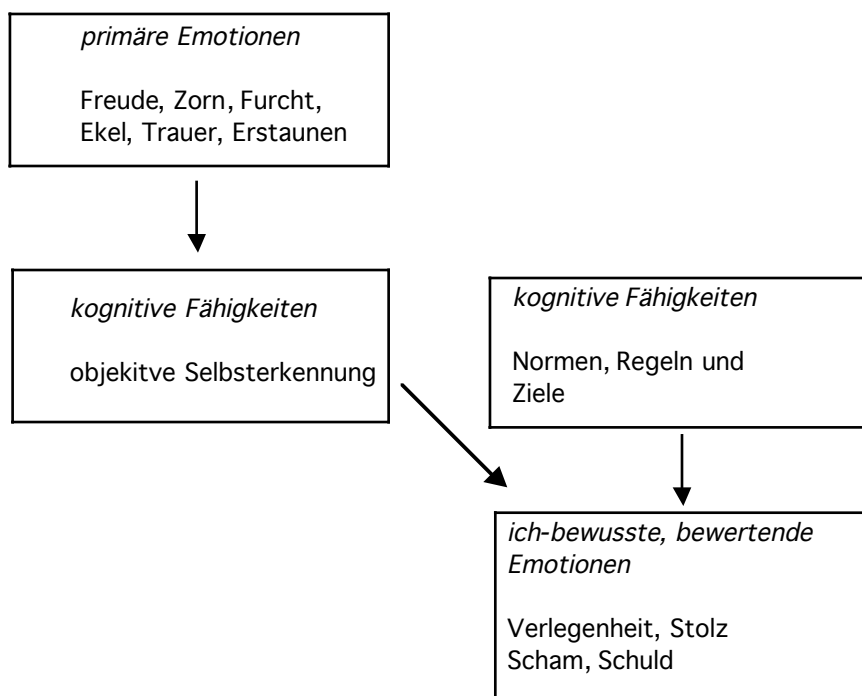 primäre Emotionen
Freude, Zorn, Furcht,
Ekel, Trauer, Erstaunen
kognitive Fähigkeiten
objekitve Selbsterkennung
kognitive Fähigkeiten
Normen, Regeln und
Ziele
ich-bewusste, bewertende
Emotionen
Verlegenheit, Stolz
Scham, Schuld